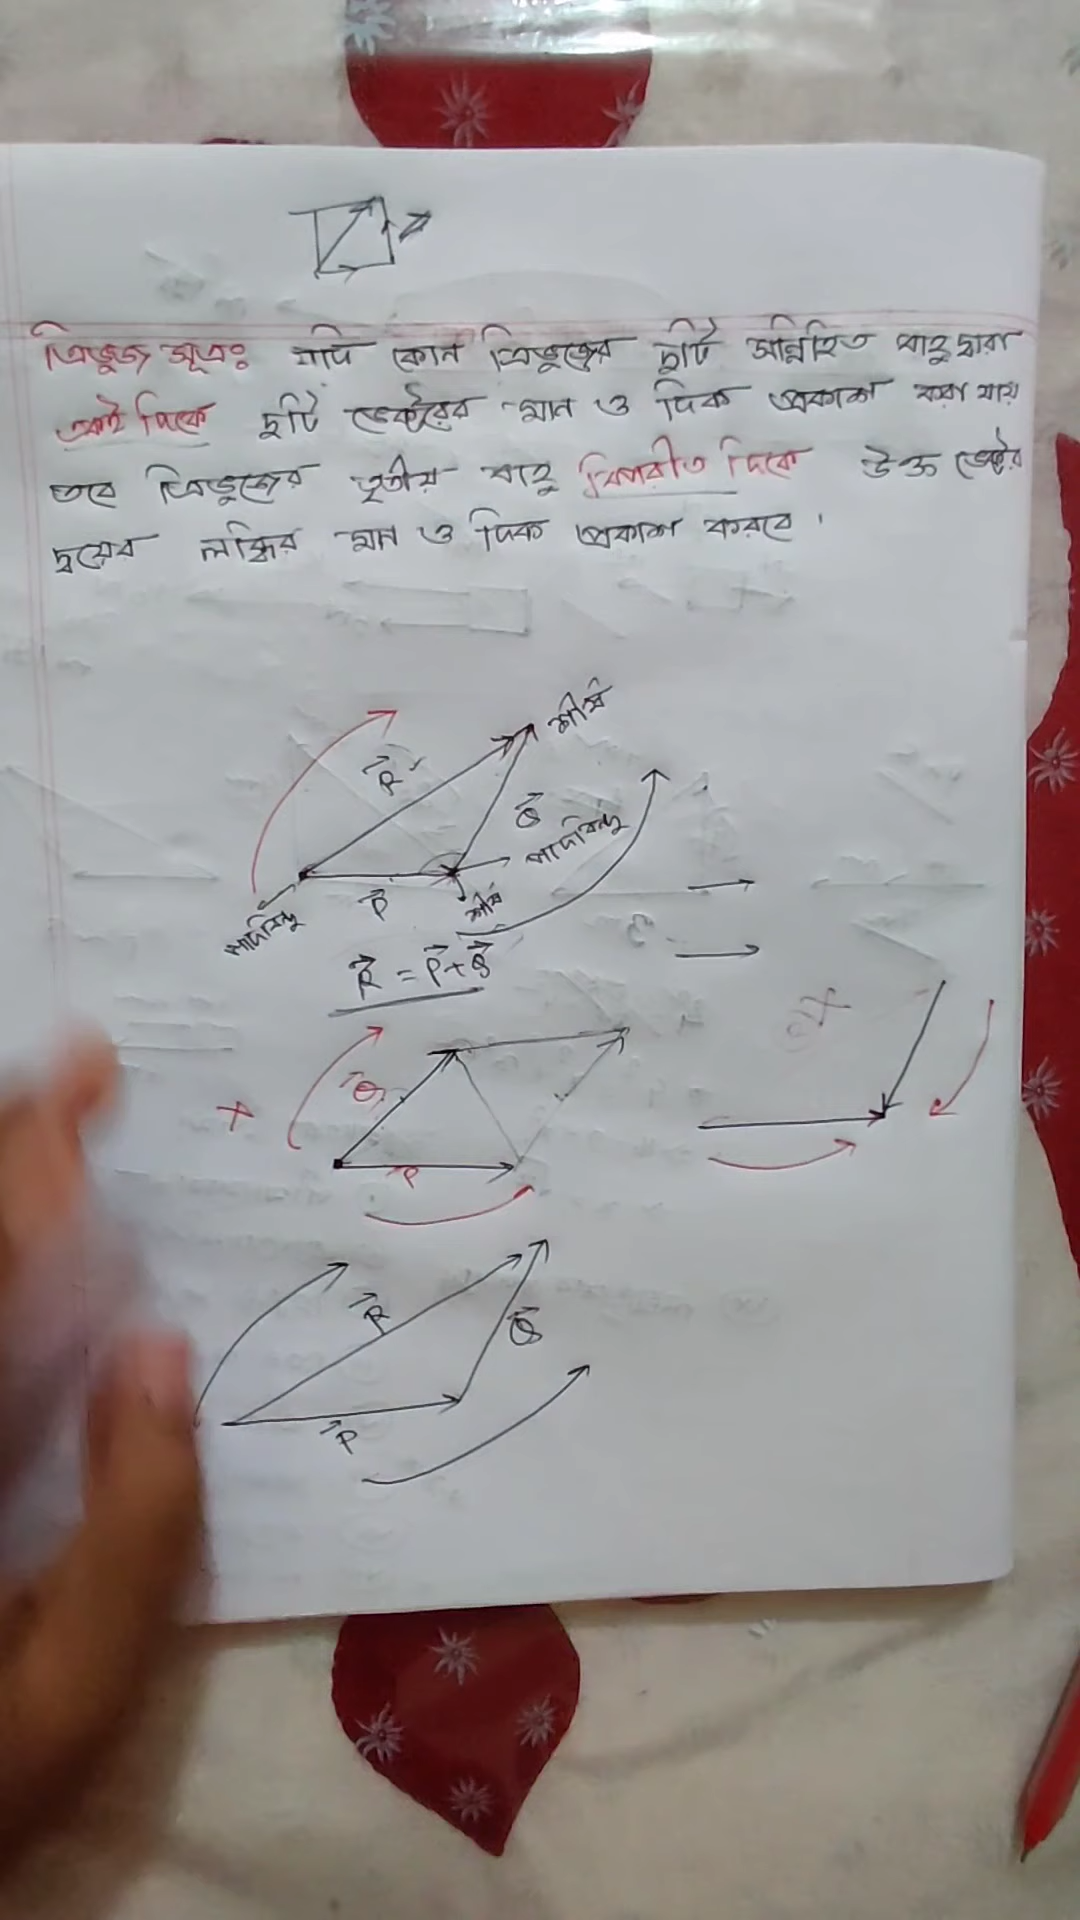 ত্রিভুজ সূত্রঃ যদি কোন ত্রিভুজের দুটি সন্নিহিত বাহু দ্বারা
একই দিকে দুটি ভেক্টরের মান ও দিক প্রকাশ করা যায়
তবে ত্রিভুজের তৃতীয় বাহু বিপরীত দিকে উক্ত ভেক্টর
দ্বয়ের লব্ধির মান ও দিক প্রকাশ করবে।
শীর্ষ
R⃗
Q⃗
পাদবিন্দু
P⃗
শীর্ষ
পাদবিন্দু
R⃗ = P⃗ + Q⃗
Q⃗
P⃗
R⃗
Q⃗
P⃗